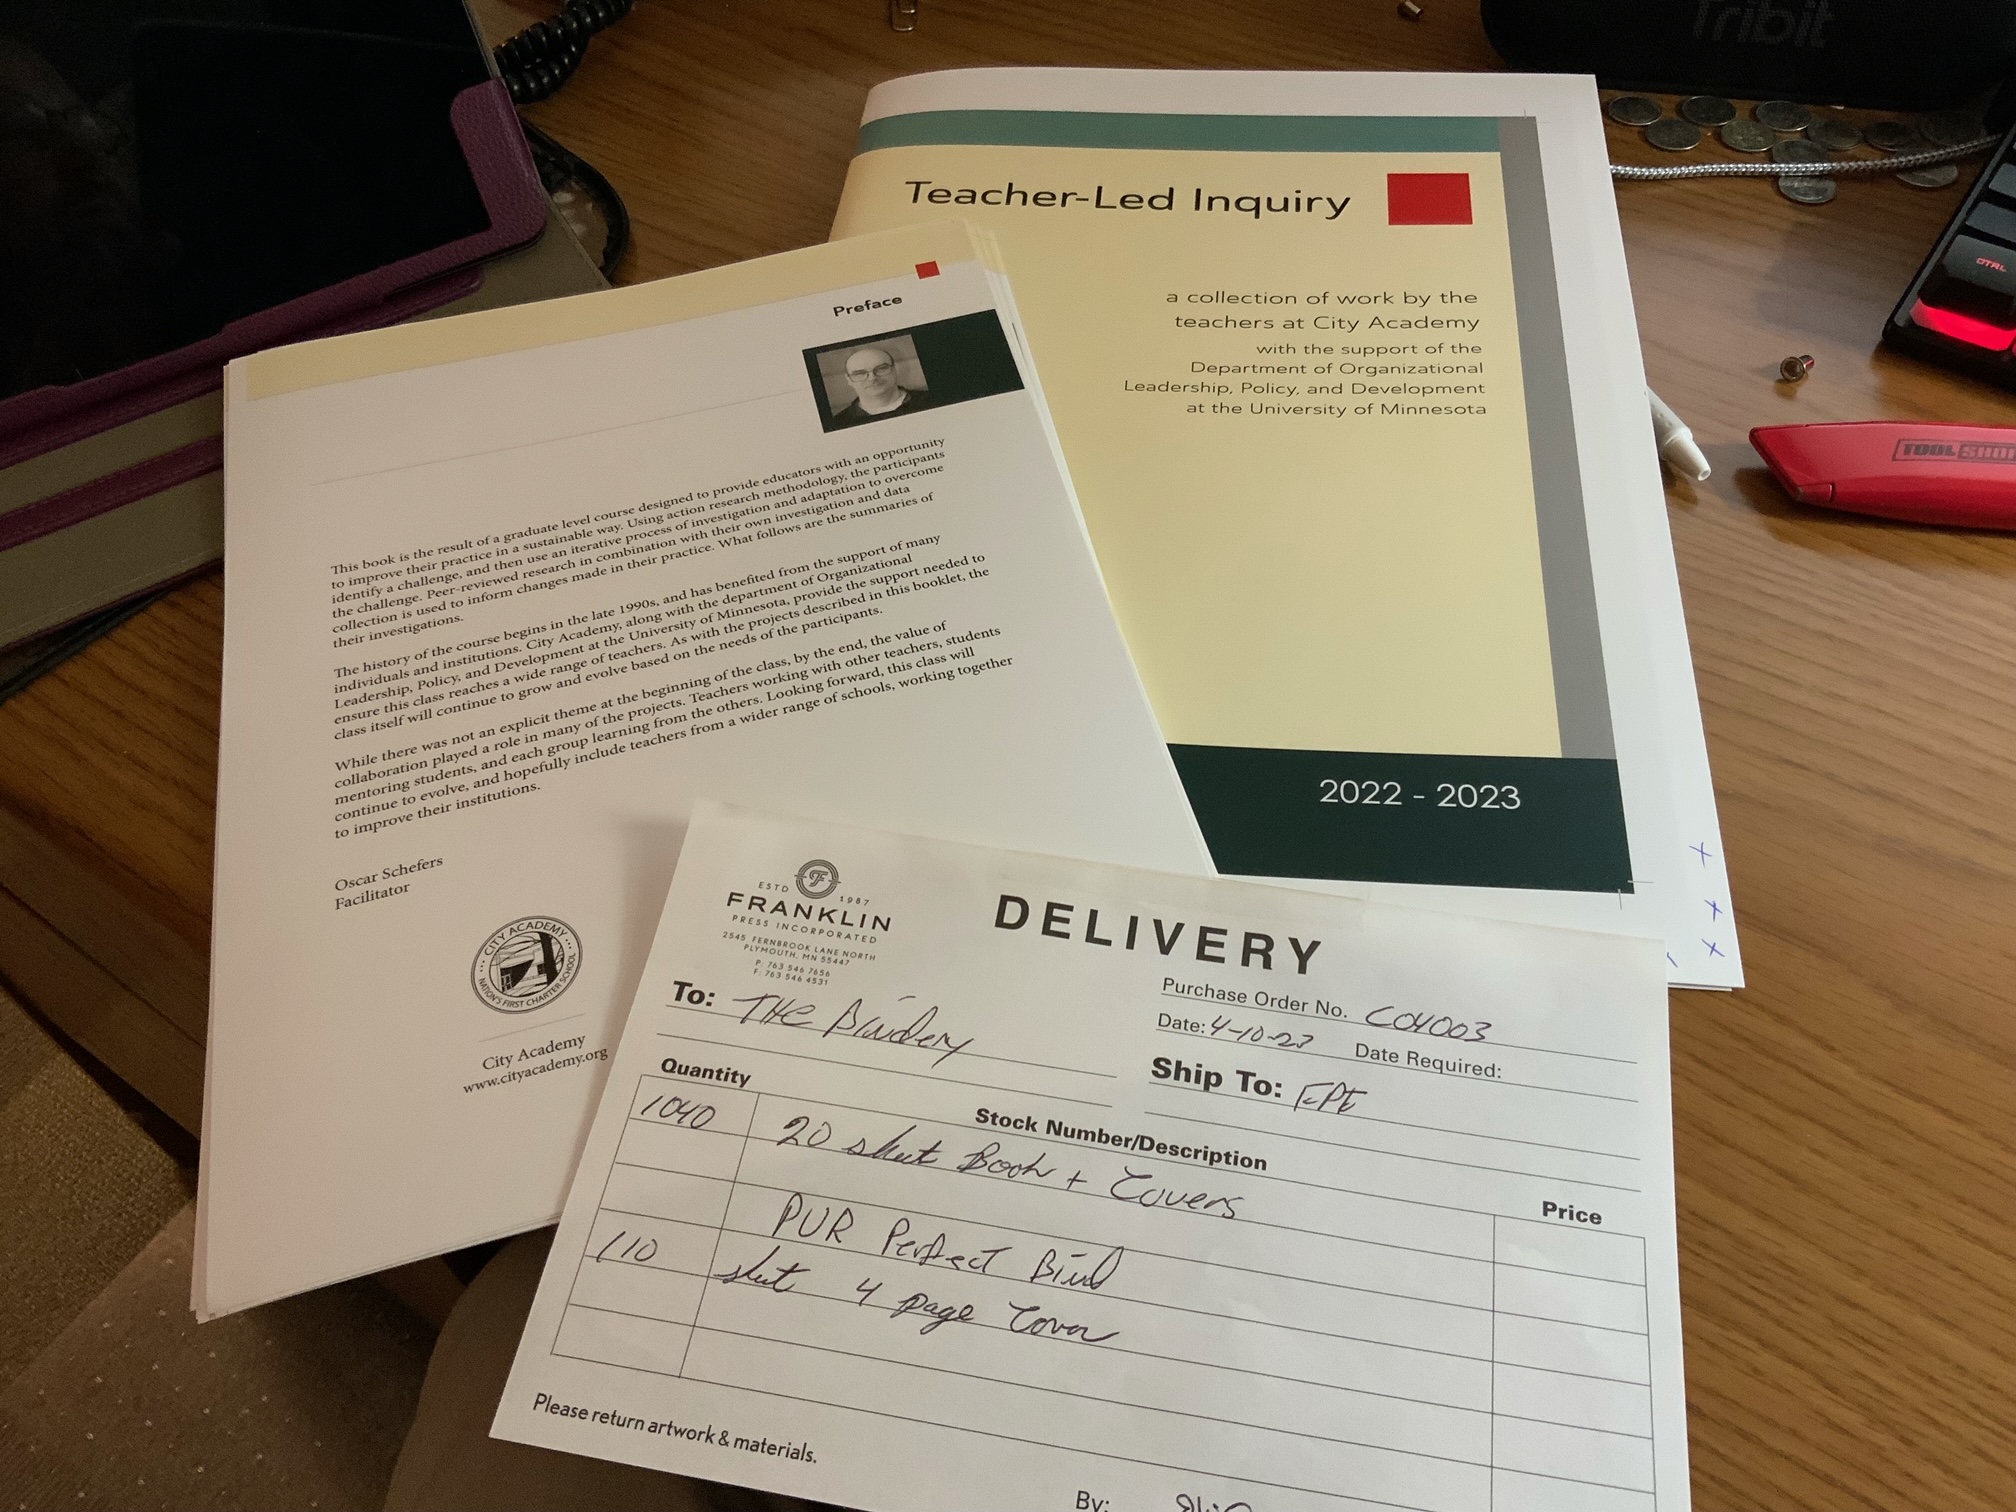 Tribit
Teacher-Led Inquiry
a collection of work by the
teachers at City Academy
with the support of the
Department of Organizational
Leadership, Policy, and Development
at the University of Minnesota
2022 - 2023
CTRL
TOOL SHOP
Preface
This book is the result of a graduate level course designed to provide educators with an opportunity
to improve their practice in a sustainable way. Using action research methodology, the participants
identify a challenge, and then use an iterative process of investigation and adaptation to overcome
the challenge. Peer-reviewed research in combination with their own investigation and data
collection is used to inform changes made in their practice. What follows are the summaries of
their investigations.
The history of the course begins in the late 1990s, and has benefited from the support of many
individuals and institutions. City Academy, along with the department of Organizational
Leadership, Policy, and Development at the University of Minnesota, provide the support needed to
ensure this class reaches a wide range of teachers. As with the projects described in this booklet, the
class itself will continue to grow and evolve based on the needs of the participants.
While there was not an explicit theme at the beginning of the class, by the end, the value of
collaboration played a role in many of the projects. Teachers working with other teachers, students
mentoring students, and each group learning from the others. Looking forward, this class will
continue to evolve, and hopefully include teachers from a wider range of schools, working together
to improve their institutions.
Oscar Schefers
Facilitator
CITY ACADEMY
NATION'S FIRST CHARTER SCHOOL
City Academy
www.cityacademy.org
ESTD 1987
F
FRANKLIN
PRESS INCORPORATED
2545 FERNBROOK LANE NORTH
PLYMOUTH, MN 55447
P: 763 546 7656
F: 763 546 4531
DELIVERY
To: THE Bindery
Purchase Order No. C04003
Date: 4-10-23 Date Required:
Ship To: FPI
Quantity Stock Number/Description Price
1040 20 sheet Book + Covers
PUR Perfect Bind
110 sheet 4 page Cover
Please return artwork & materials.
By: